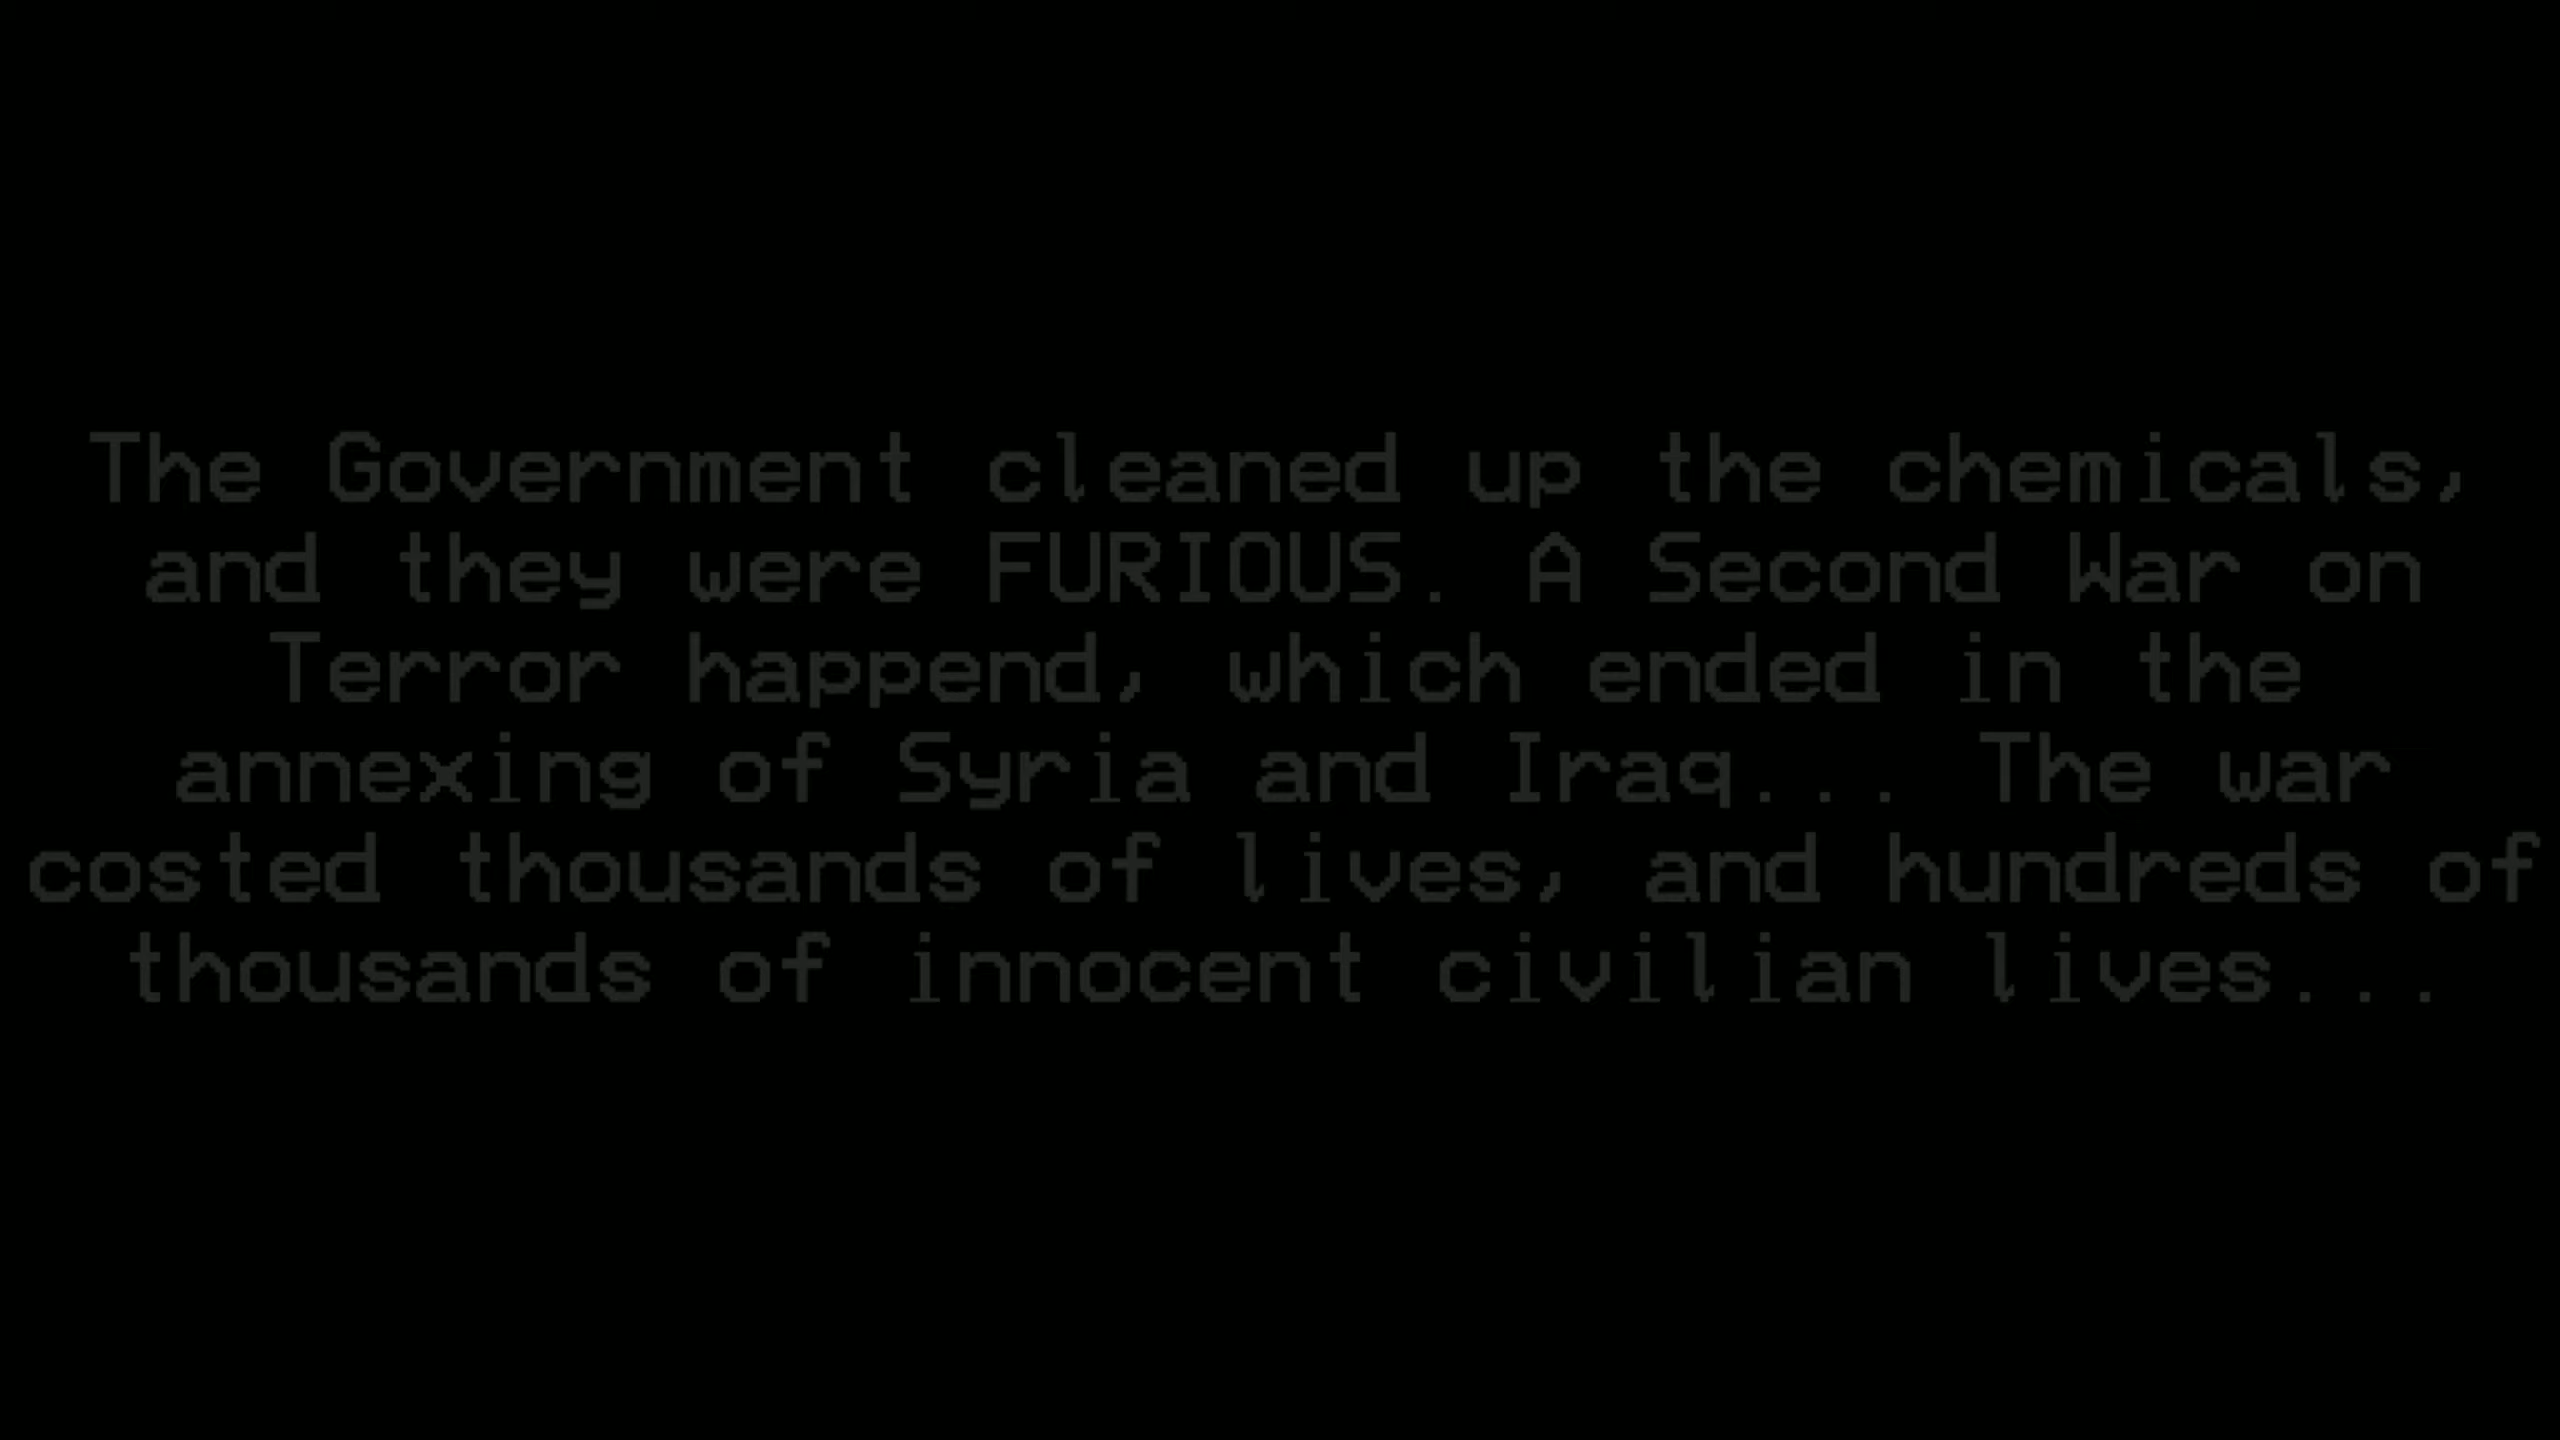 The Government cleaned up the chemicals,
and they were FURIOUS. A Second War on
Terror happend, which ended in the
annexing of Syria and Iraq... The war
costed thousands of lives, and hundreds of
thousands of innocent civilian lives...